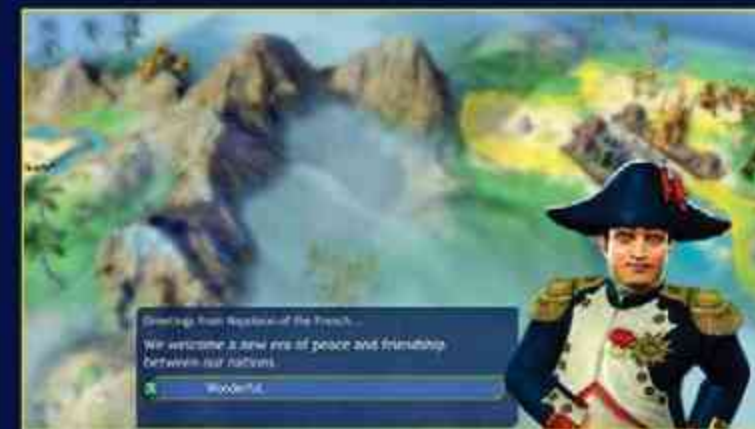 Greetings from Napoleon of the French...
We welcome a new era of peace and friendship
between our nations.
Wonderful.